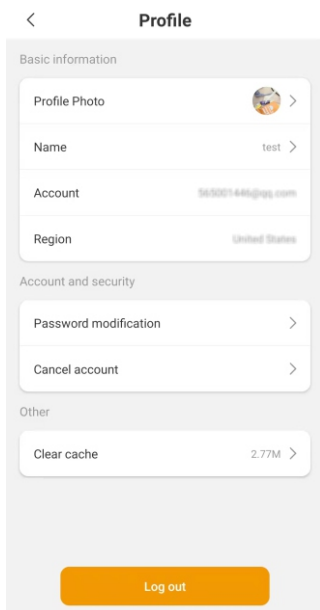 Profile
Basic information
Profile Photo
Name test
Account
Region United States
Account and security
Password modification
Cancel account
Other
Clear cache 2.77M
Log out